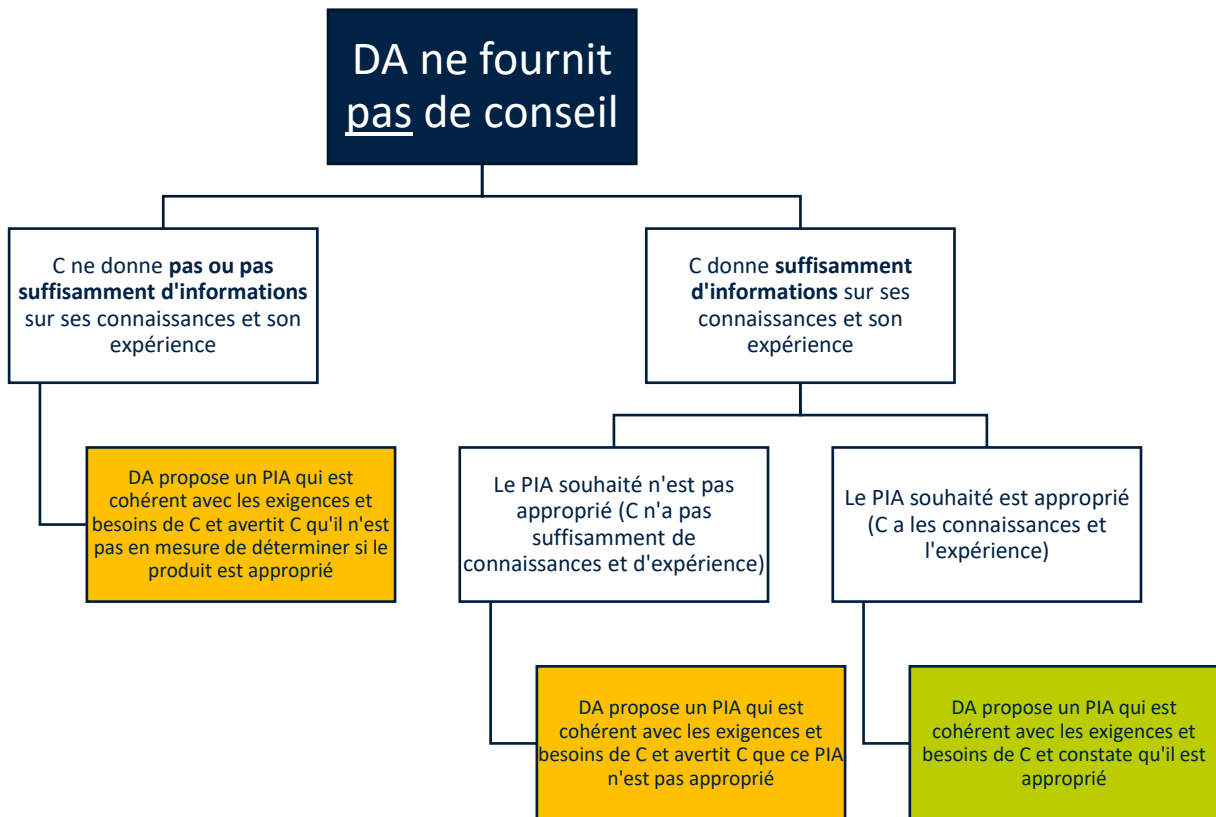 DA ne fournit
pas de conseil
C ne donne pas ou pas
suffisamment d'informations
sur ses connaissances et son
expérience
C donne suffisamment
d'informations sur ses
connaissances et son
expérience
DA propose un PIA qui est
cohérent avec les exigences et
besoins de C et avertit C qu'il n'est
pas en mesure de déterminer si le
produit est approprié
Le PIA souhaité n'est pas
approprié (C n'a pas
suffisamment de
connaissances et d'expérience)
Le PIA souhaité est approprié
(C a les connaissances et
l'expérience)
DA propose un PIA qui est
cohérent avec les exigences et
besoins de C et avertit C que ce PIA
n'est pas approprié
DA propose un PIA qui est
cohérent avec les exigences et
besoins de C et constate qu'il est
approprié